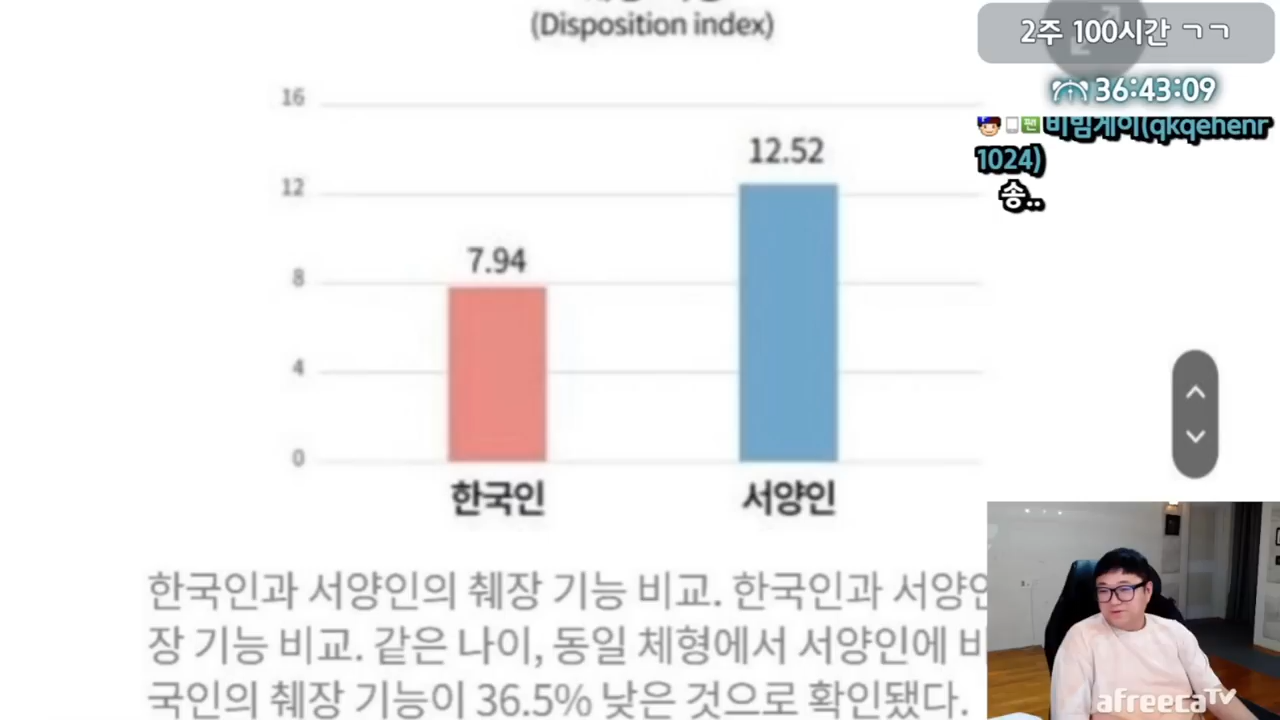 (Disposition index)
16
12
8
4
0
7.94
12.52
한국인
서양인
한국인과 서양인의 췌장 기능 비교. 한국인과 서양인
장 기능 비교. 같은 나이, 동일 체형에서 서양인에 비
국인의 췌장 기능이 36.5% 낮은 것으로 확인됐다.
2주 100시간 ㄱㄱ
36:43:09
팬 비빔게이(qkqehenr
1024)
송..
afreecaTV